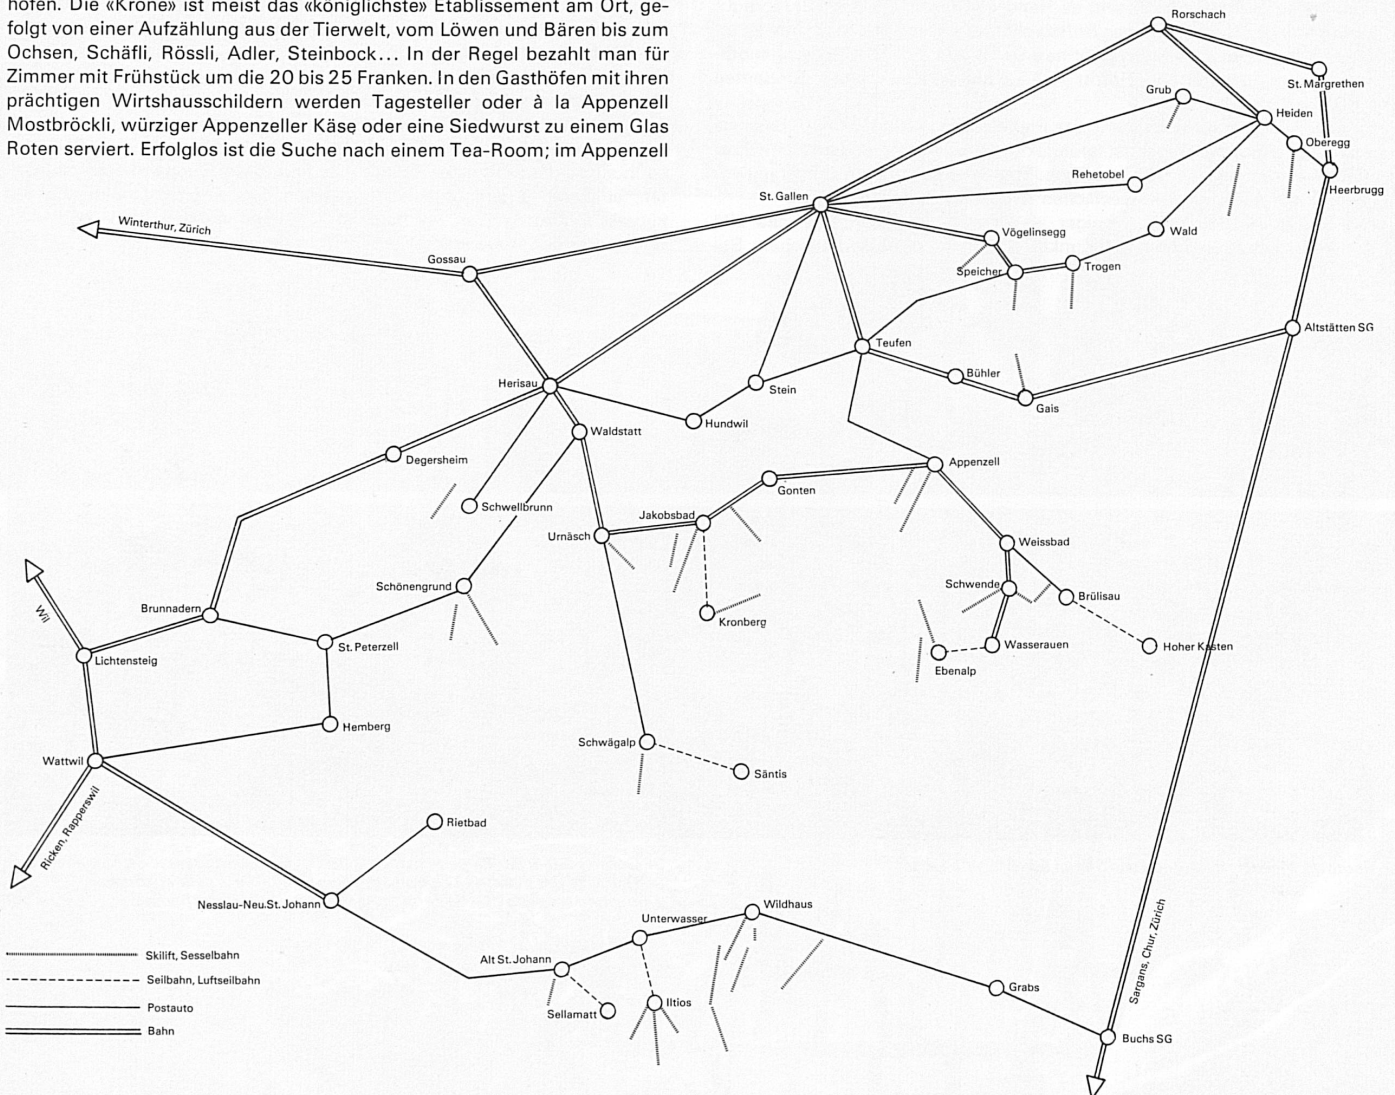 höfen. Die «Krone» ist meist das «königlichste» Etablissement am Ort, ge-
folgt von einer Aufzählung aus der Tierwelt, vom Löwen und Bären bis zum
Ochsen, Schäfli, Rössli, Adler, Steinbock... In der Regel bezahlt man für
Zimmer mit Frühstück um die 20 bis 25 Franken. In den Gasthöfen mit ihren
prächtigen Wirtshausschildern werden Tagesteller oder à la Appenzell
Mostbröckli, würziger Appenzeller Käse oder eine Siedwurst zu einem Glas
Roten serviert. Erfolglos ist die Suche nach einem Tea-Room; im Appenzell
Rorschach
St. Margrethen
Grub
Heiden
Oberegg
Rehetobel
Heerbrugg
St. Gallen
Winterthur, Zürich
Vögelinsegg
Wald
Gossau
Speicher
Trogen
Altstätten SG
Teufen
Bühler
Herisau
Stein
Gais
Hundwil
Waldstatt
Degersheim
Appenzell
Gonten
Schwellbrunn
Jakobsbad
Urnäsch
Weissbad
Schönengrund
Schwende
Brülisau
Wil
Brunnadern
Kronberg
St. Peterzell
Wasserauen
Hoher Kasten
Lichtensteig
Ebenalp
Hemberg
Schwägalp
Wattwil
Säntis
Ricken, Rapperswil
Rietbad
Nesslau-Neu St. Johann
Wildhaus
Unterwasser
Sargans, Chur, Zürich
Alt St. Johann
Grabs
Iltios
Sellamatt
Buchs SG
Skilift, Sesselbahn
Seilbahn, Luftseilbahn
Postauto
Bahn